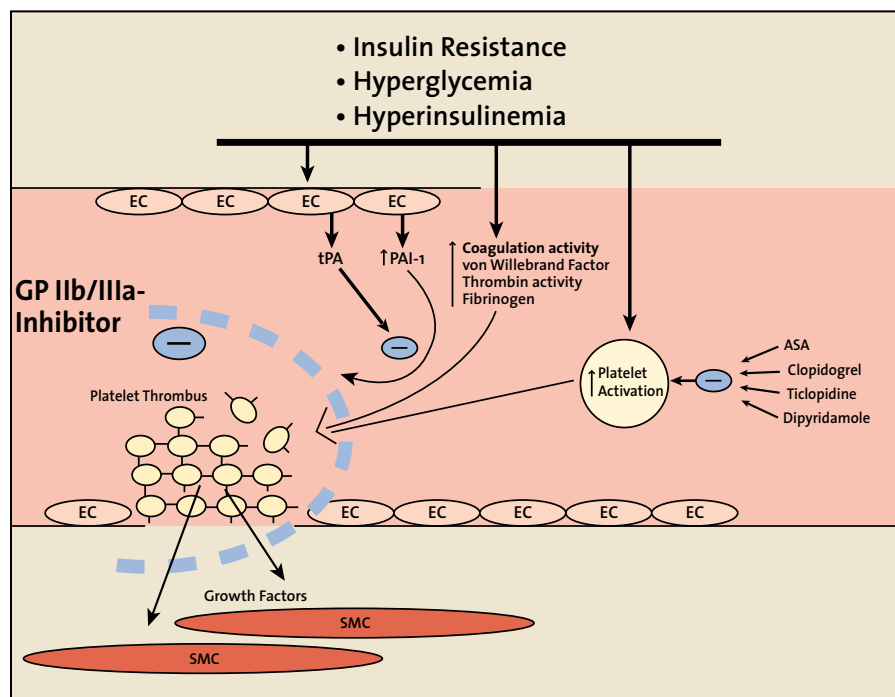 • Insulin Resistance
• Hyperglycemia
• Hyperinsulinemia
EC
EC
EC
EC
tPA
↑PAI-1
↑ Coagulation activity
von Willebrand Factor
Thrombin activity
Fibrinogen
GP IIb/IIIa-
Inhibitor
−
−
↑ Platelet
Activation
−
ASA
Clopidogrel
Ticlopidine
Dipyridamole
Platelet Thrombus
EC
EC
EC
EC
EC
EC
Growth Factors
SMC
SMC